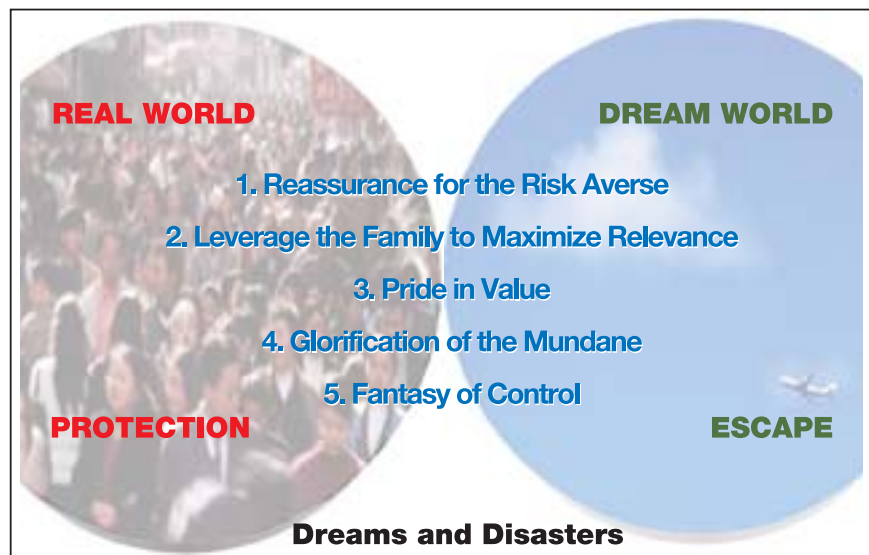 REAL WORLD
DREAM WORLD
1. Reassurance for the Risk Averse
2. Leverage the Family to Maximize Relevance
3. Pride in Value
4. Glorification of the Mundane
5. Fantasy of Control
PROTECTION
ESCAPE
Dreams and Disasters